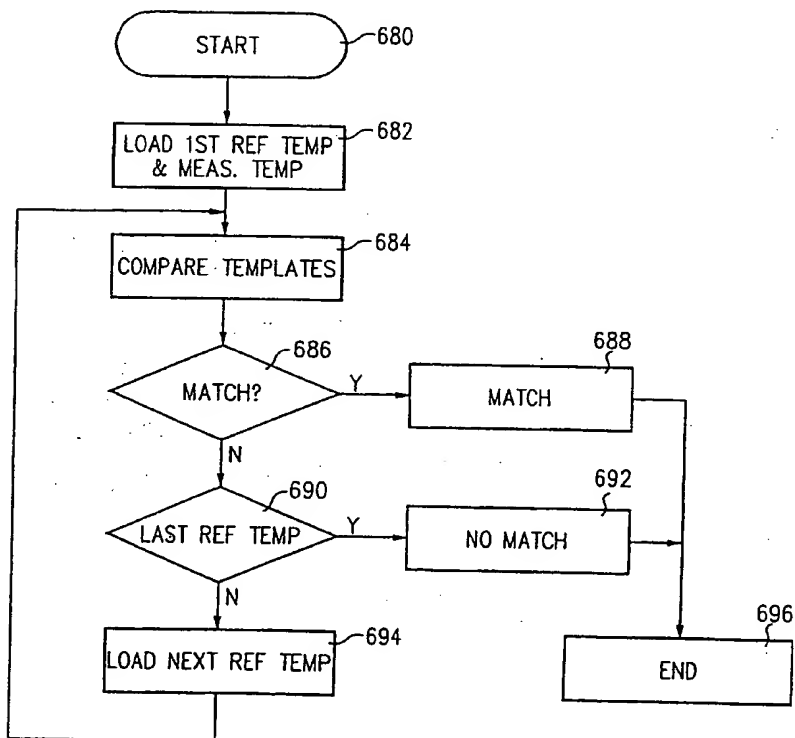 START
680
LOAD 1ST REF TEMP
& MEAS. TEMP
682
COMPARE TEMPLATES
684
MATCH?
686
Y
MATCH
688
N
LAST REF TEMP
690
Y
NO MATCH
692
N
LOAD NEXT REF TEMP
694
END
696